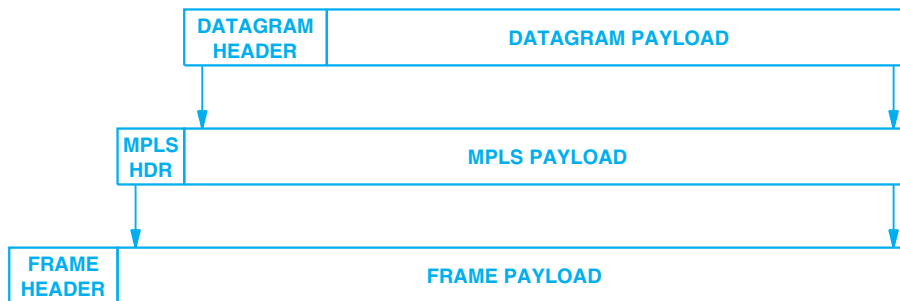 DATAGRAM
HEADER
DATAGRAM PAYLOAD
MPLS
HDR
MPLS PAYLOAD
FRAME
HEADER
FRAME PAYLOAD